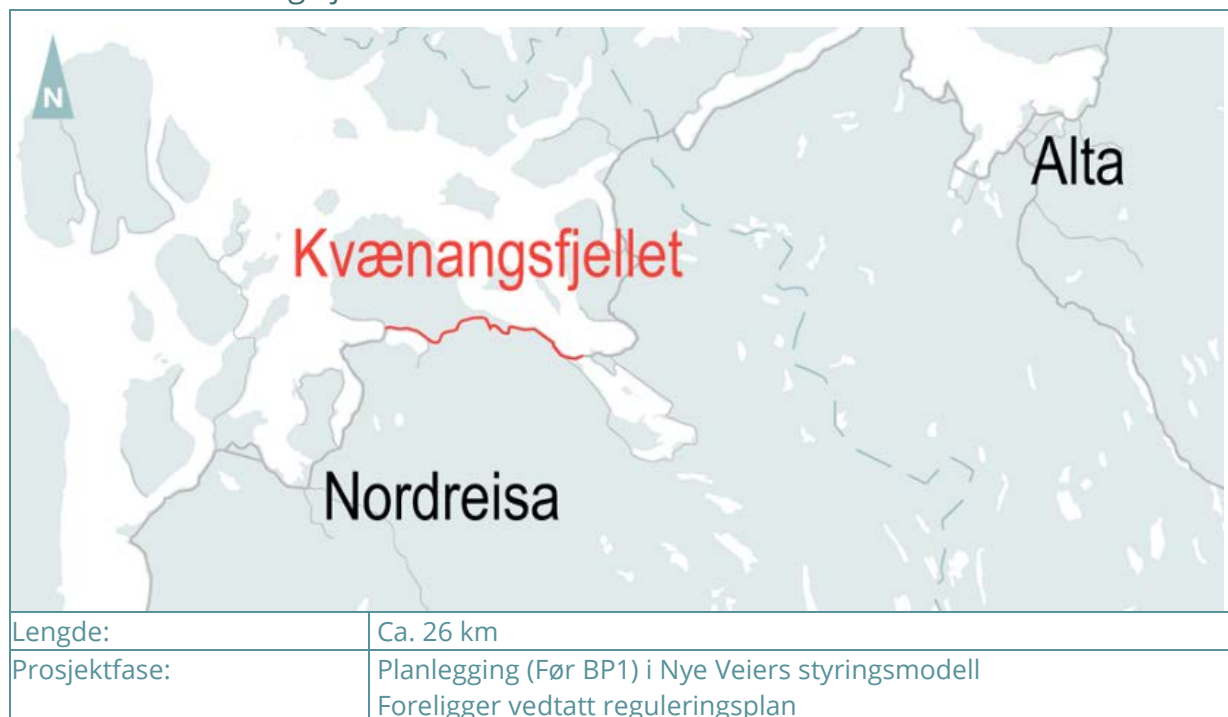 N
Alta
Kvænangsfjellet
Nordreisa
Lengde: Ca. 26 km
Prosjektfase: Planlegging (Før BP1) i Nye Veiers styringsmodell
Foreligger vedtatt reguleringsplan